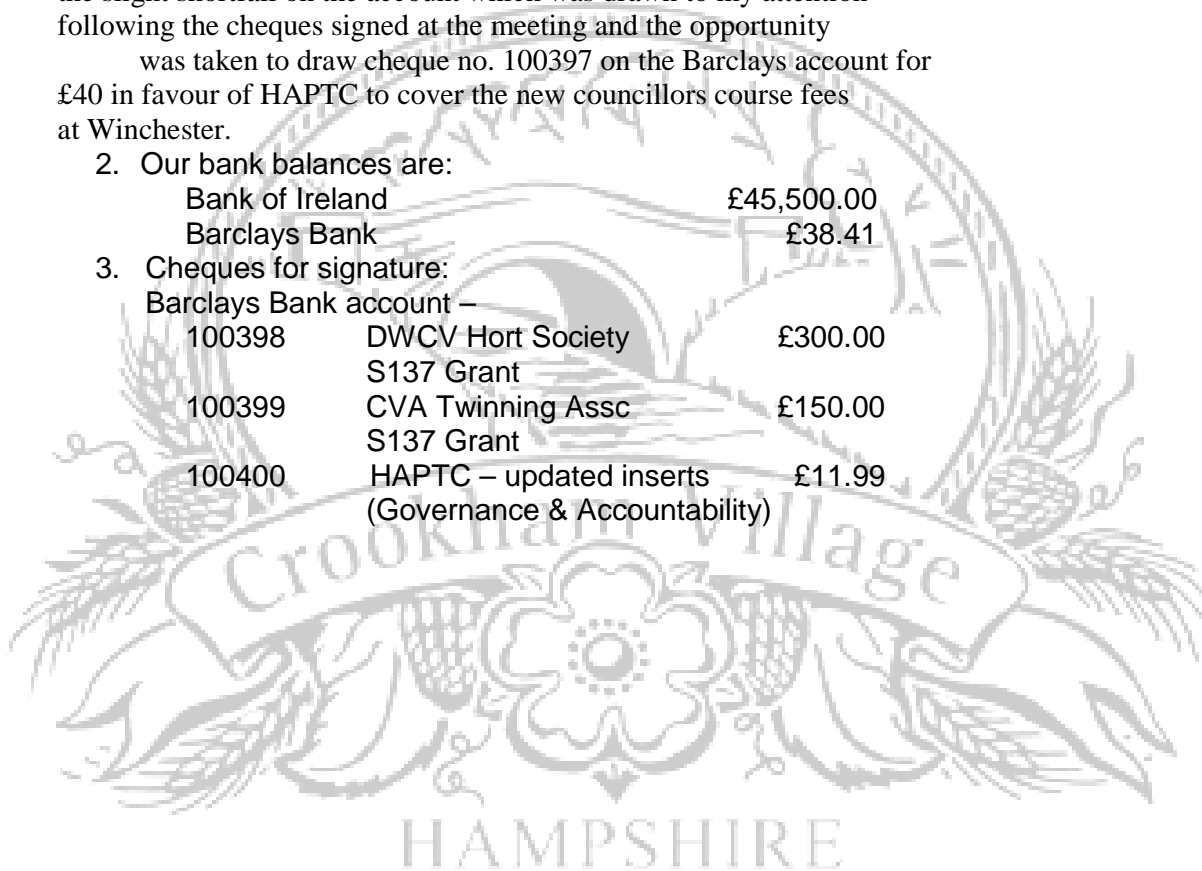 following the cheques signed at the meeting and the opportunity
was taken to draw cheque no. 100397 on the Barclays account for
£40 in favour of HAPTC to cover the new councillors course fees
at Winchester.
2. Our bank balances are:
Bank of Ireland £45,500.00
Barclays Bank £38.41
3. Cheques for signature:
Barclays Bank account –
100398 DWCV Hort Society £300.00
S137 Grant
100399 CVA Twinning Assc £150.00
S137 Grant
100400 HAPTC – updated inserts £11.99
(Governance & Accountability)
Crookham Village
HAMPSHIRE